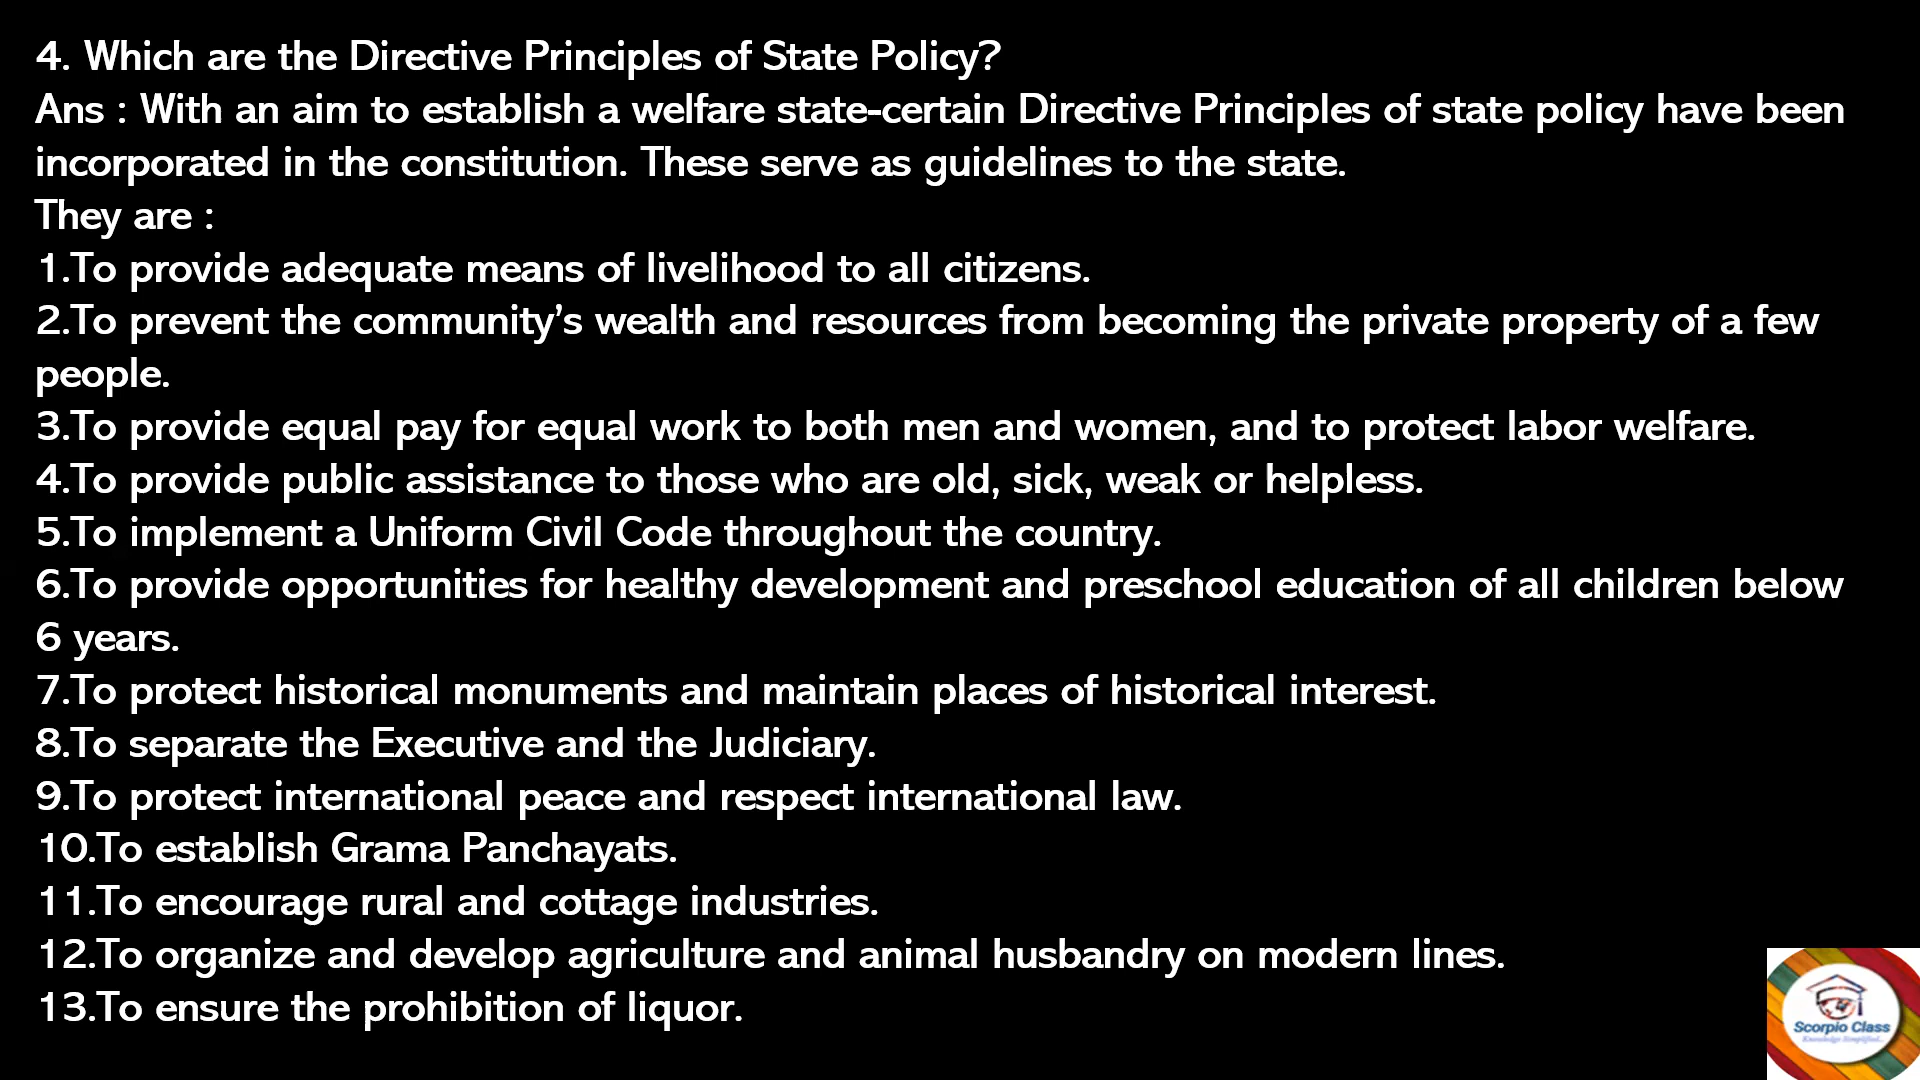 4. Which are the Directive Principles of State Policy?
Ans : With an aim to establish a welfare state-certain Directive Principles of state policy have been
incorporated in the constitution. These serve as guidelines to the state.
They are :
1.To provide adequate means of livelihood to all citizens.
2.To prevent the community’s wealth and resources from becoming the private property of a few
people.
3.To provide equal pay for equal work to both men and women, and to protect labor welfare.
4.To provide public assistance to those who are old, sick, weak or helpless.
5.To implement a Uniform Civil Code throughout the country.
6.To provide opportunities for healthy development and preschool education of all children below
6 years.
7.To protect historical monuments and maintain places of historical interest.
8.To separate the Executive and the Judiciary.
9.To protect international peace and respect international law.
10.To establish Grama Panchayats.
11.To encourage rural and cottage industries.
12.To organize and develop agriculture and animal husbandry on modern lines.
13.To ensure the prohibition of liquor.
Scorpio Class
Knowledge Simplified...